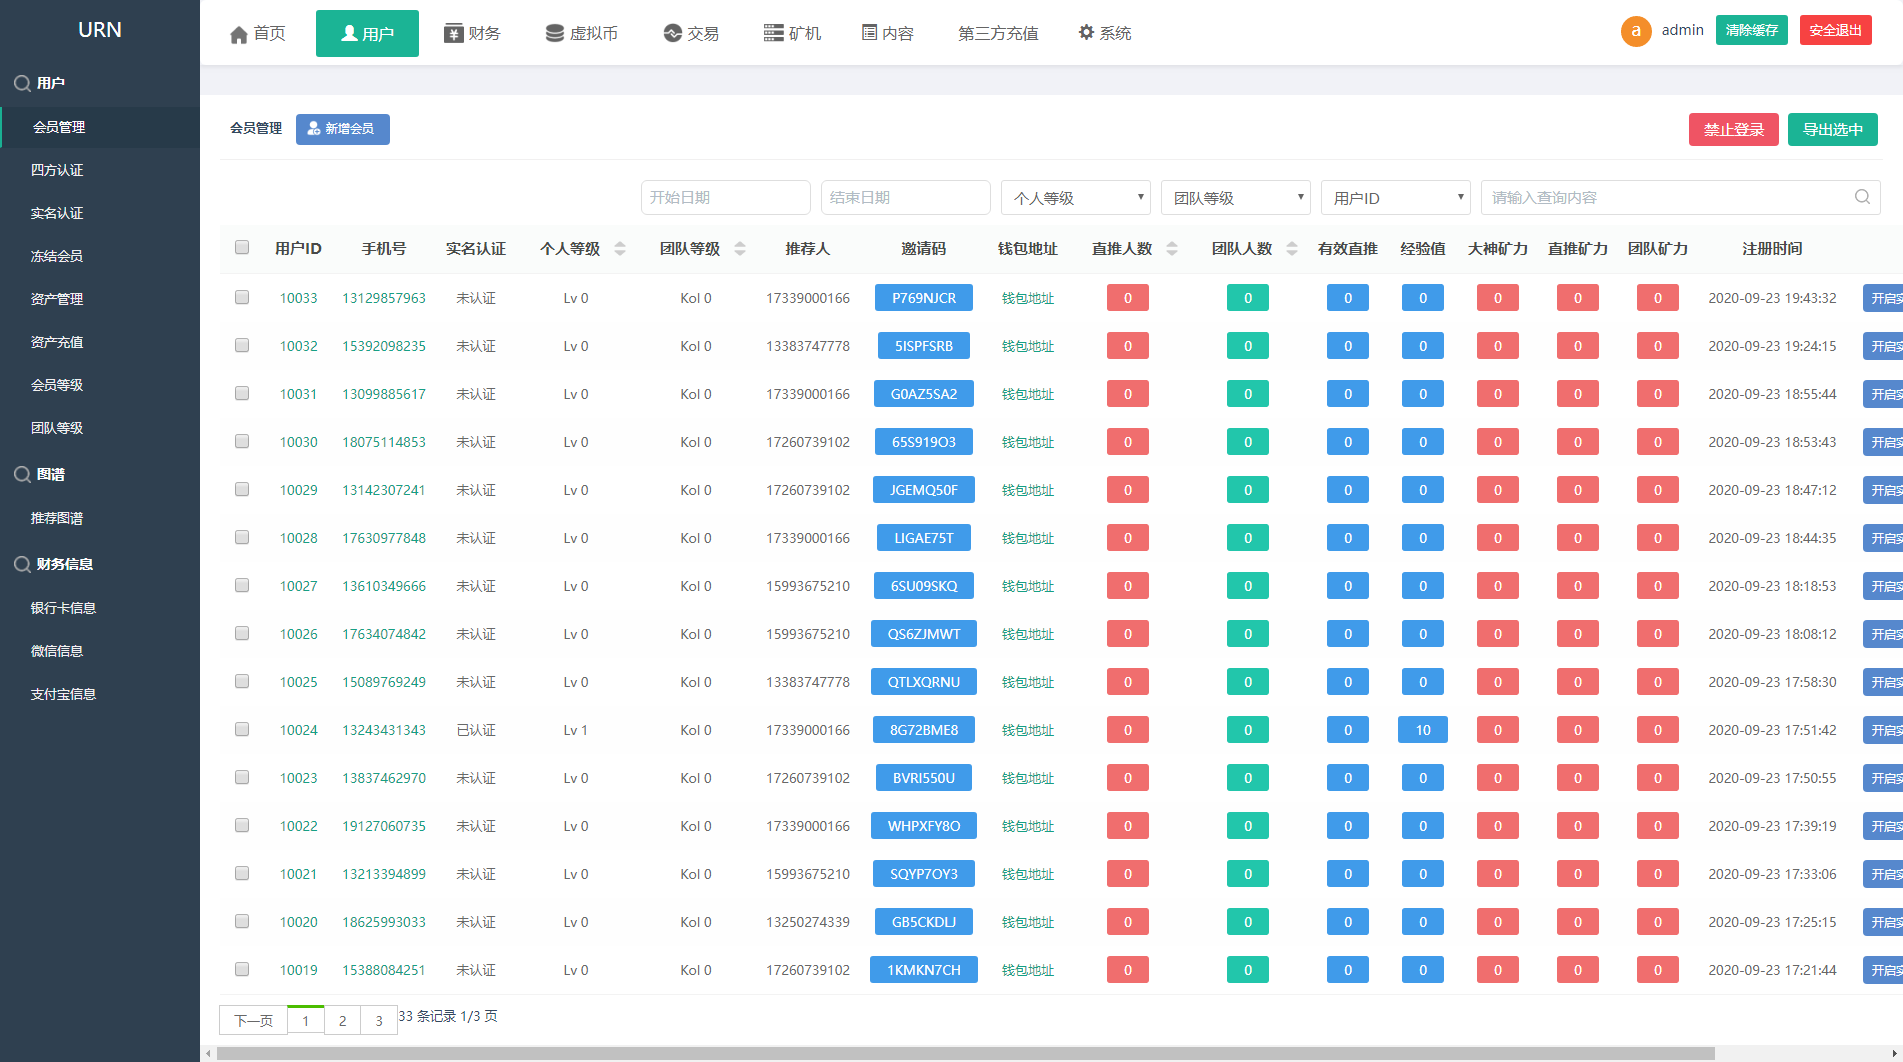 URN
首页 用户 财务 虚拟币 交易 矿机 内容 第三方充值 系统 a admin 清除缓存 安全退出
用户
会员管理
四方认证
实名认证
冻结会员
资产管理
资产充值
会员等级
团队等级
图谱
推荐图谱
财务信息
银行卡信息
微信信息
支付宝信息
会员管理 新增会员 禁止登录 导出选中
开始日期 结束日期 个人等级 团队等级 用户ID 请输入查询内容
用户ID 手机号 实名认证 个人等级 团队等级 推荐人 邀请码 钱包地址 直推人数 团队人数 有效直推 经验值 大神矿力 直推矿力 团队矿力 注册时间
10033 13129857963 未认证 Lv 0 Kol 0 17339000166 P769NJCR 钱包地址 0 0 0 0 0 0 0 2020-09-23 19:43:32 开启
10032 15392098235 未认证 Lv 0 Kol 0 13383747778 5ISPFSRB 钱包地址 0 0 0 0 0 0 0 2020-09-23 19:24:15 开启
10031 13099885617 未认证 Lv 0 Kol 0 17339000166 G0AZ5SA2 钱包地址 0 0 0 0 0 0 0 2020-09-23 18:55:44 开启
10030 18075114853 未认证 Lv 0 Kol 0 17260739102 65S919O3 钱包地址 0 0 0 0 0 0 0 2020-09-23 18:53:43 开启
10029 13142307241 未认证 Lv 0 Kol 0 17260739102 JGEMQ50F 钱包地址 0 0 0 0 0 0 0 2020-09-23 18:47:12 开启
10028 17630977848 未认证 Lv 0 Kol 0 17339000166 LIGAE75T 钱包地址 0 0 0 0 0 0 0 2020-09-23 18:44:35 开启
10027 13610349666 未认证 Lv 0 Kol 0 15993675210 6SU09SKQ 钱包地址 0 0 0 0 0 0 0 2020-09-23 18:18:53 开启
10026 17634074842 未认证 Lv 0 Kol 0 15993675210 QS6ZJMWT 钱包地址 0 0 0 0 0 0 0 2020-09-23 18:08:12 开启
10025 15089769249 未认证 Lv 0 Kol 0 13383747778 QTLXQRNU 钱包地址 0 0 0 0 0 0 0 2020-09-23 17:58:30 开启
10024 13243431343 已认证 Lv 1 Kol 0 17339000166 8G72BME8 钱包地址 0 0 0 10 0 0 0 2020-09-23 17:51:42 开启
10023 13837462970 未认证 Lv 0 Kol 0 17260739102 BVRI550U 钱包地址 0 0 0 0 0 0 0 2020-09-23 17:50:55 开启
10022 19127060735 未认证 Lv 0 Kol 0 17339000166 WHPXFY8O 钱包地址 0 0 0 0 0 0 0 2020-09-23 17:39:19 开启
10021 13213394899 未认证 Lv 0 Kol 0 15993675210 SQYP7OY3 钱包地址 0 0 0 0 0 0 0 2020-09-23 17:33:06 开启
10020 18625993033 未认证 Lv 0 Kol 0 13250274339 GB5CKDLJ 钱包地址 0 0 0 0 0 0 0 2020-09-23 17:25:15 开启
10019 15388084251 未认证 Lv 0 Kol 0 17260739102 1KMKN7CH 钱包地址 0 0 0 0 0 0 0 2020-09-23 17:21:44 开启
下一页 1 2 3 33 条记录 1/3 页